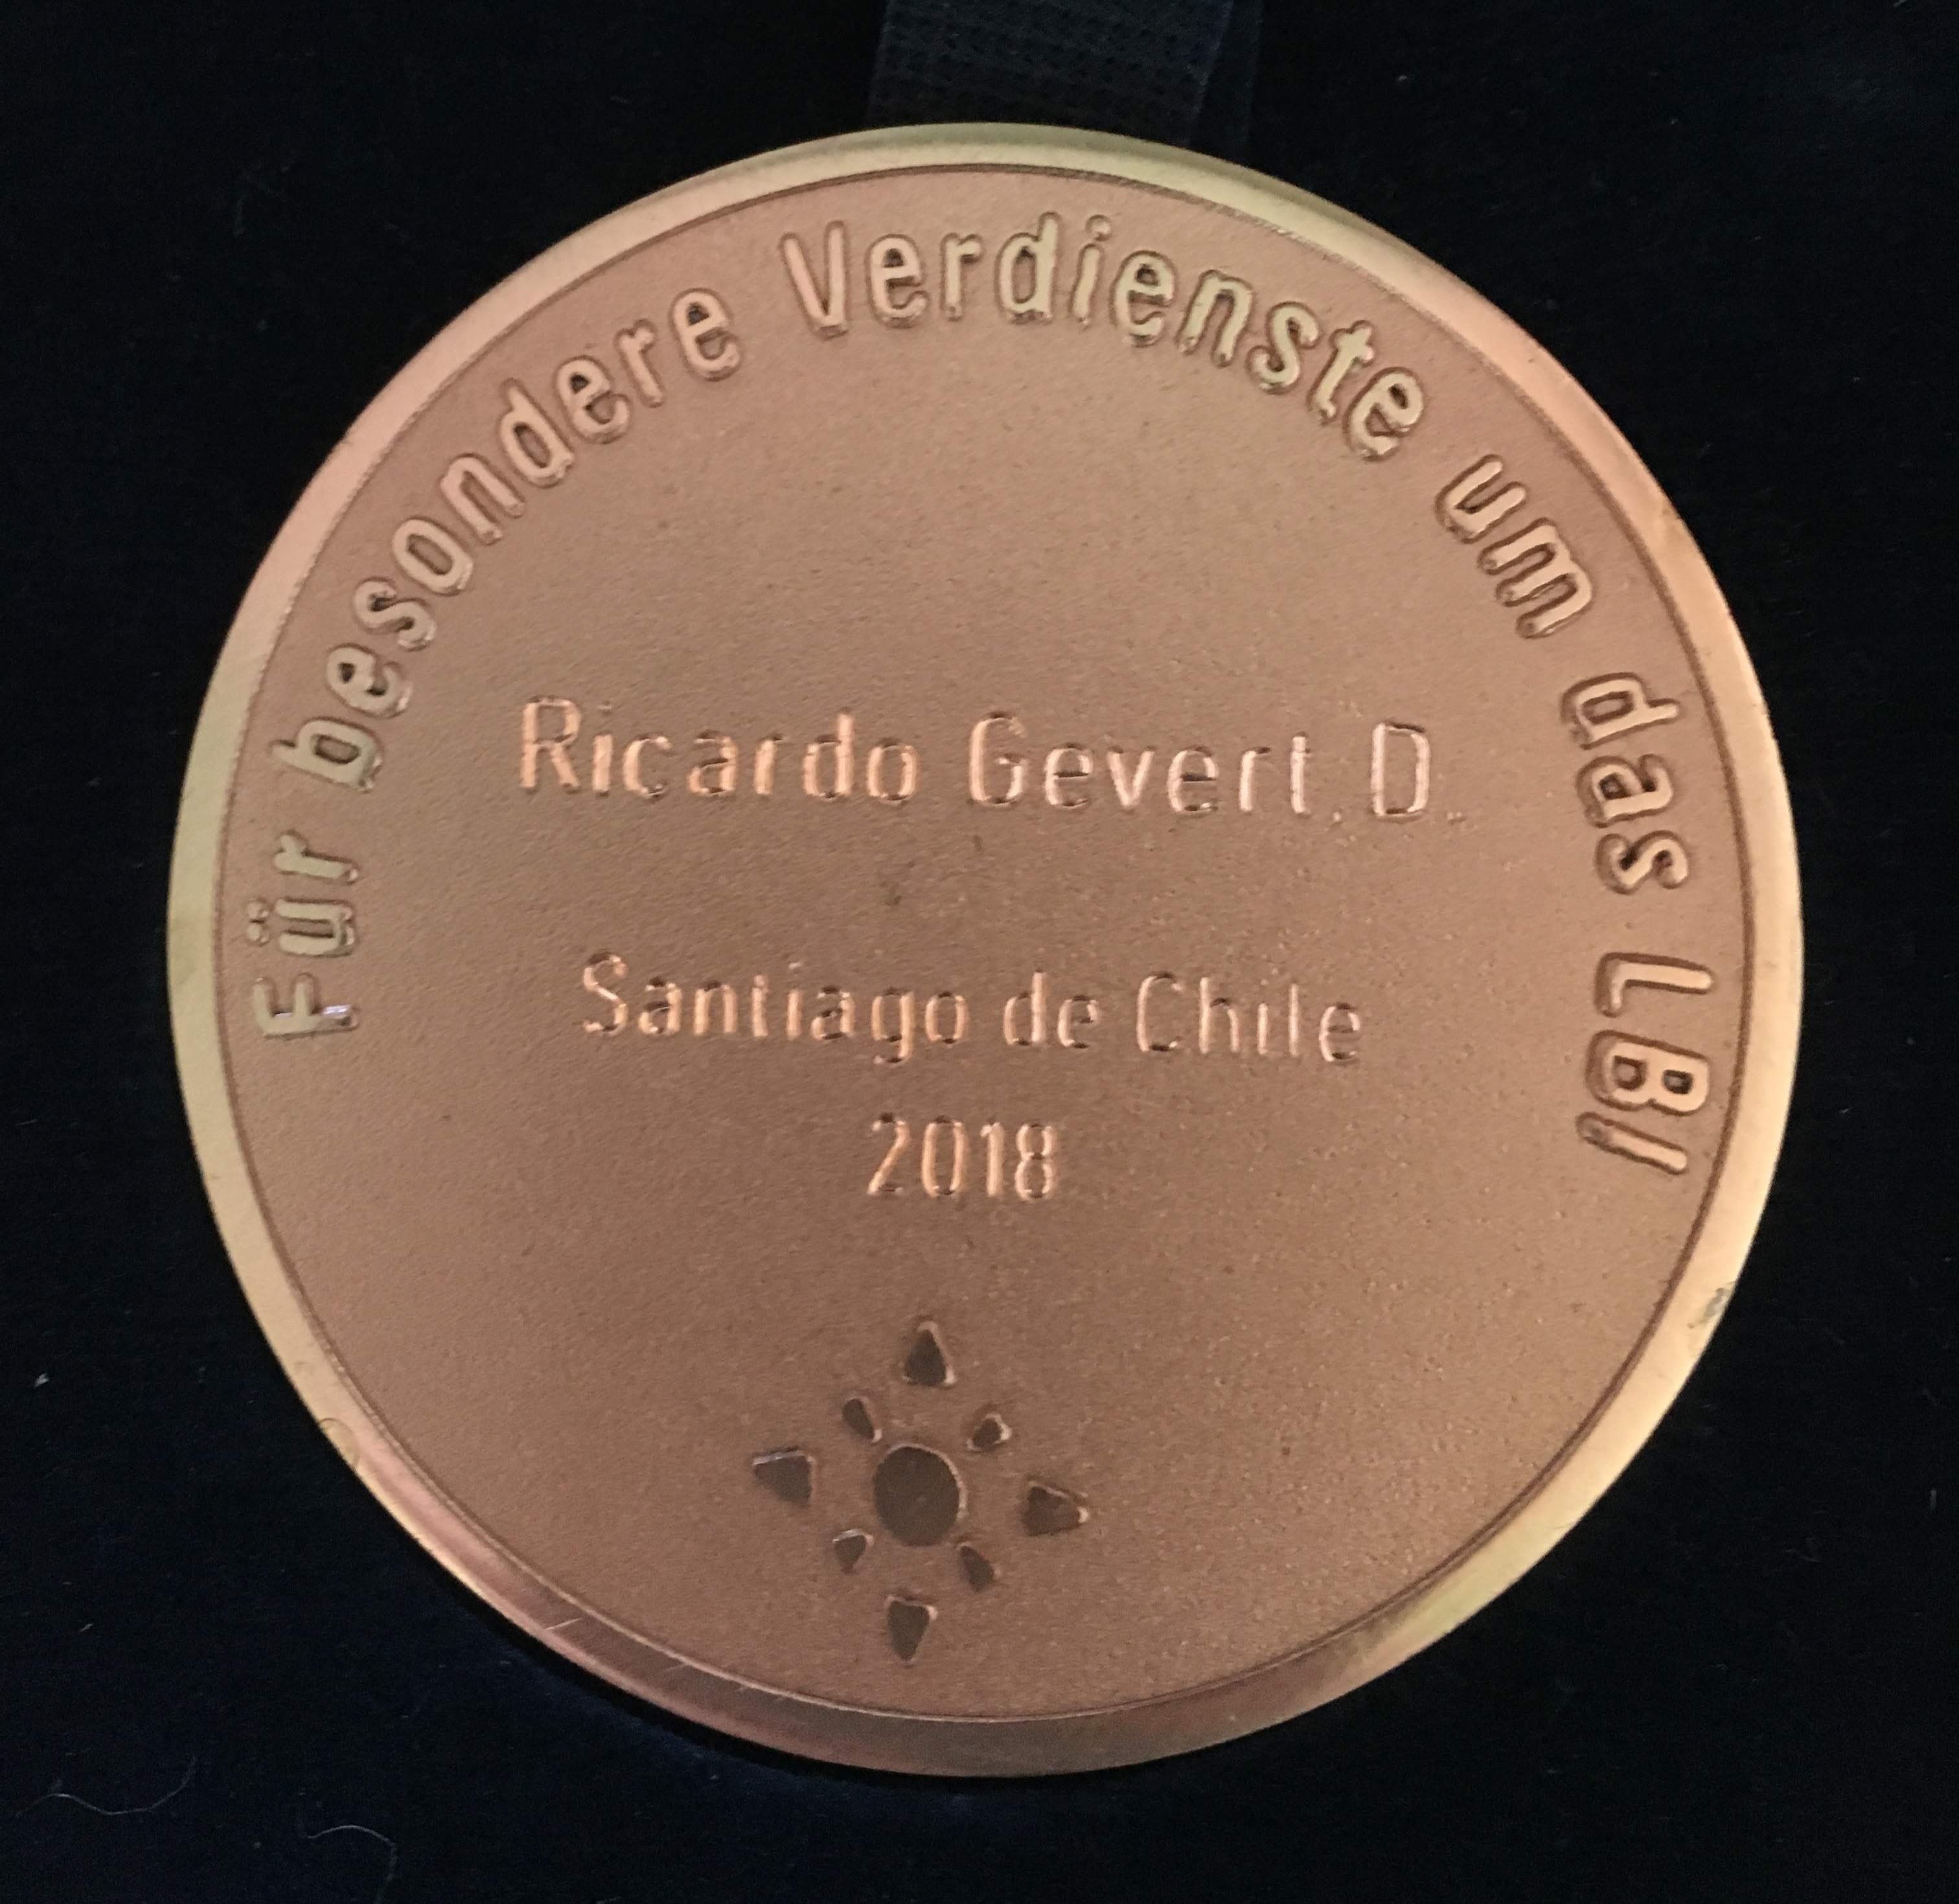 Für besondere Verdienste um das LBI
Ricardo Gevert. D.
Santiago de Chile
2018